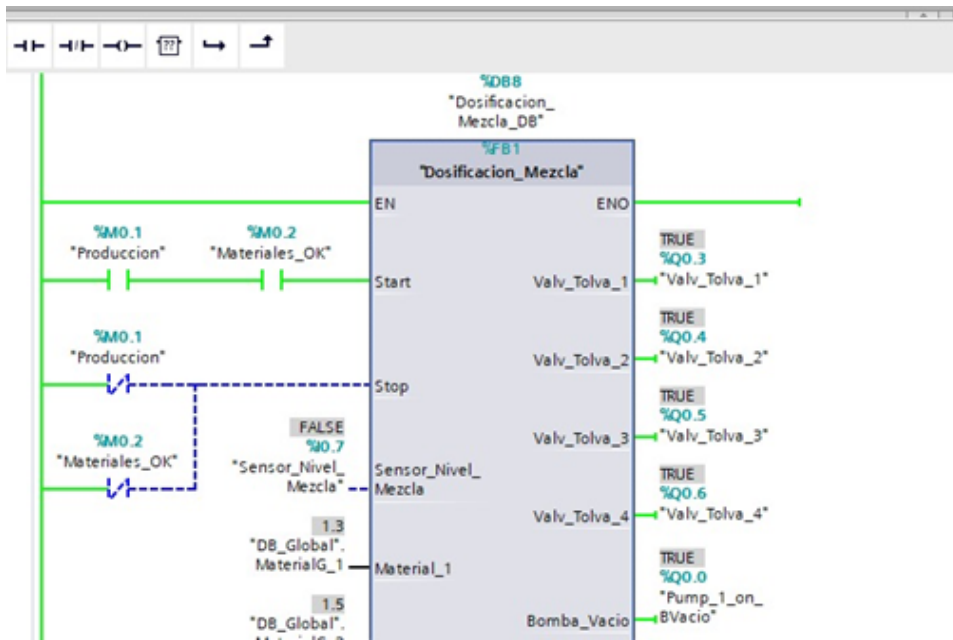 ??
%DB8
"Dosificacion_
Mezcla_DB"
%FB1
"Dosificacion_Mezcla"
EN
ENO
%M0.1
"Produccion"
%M0.2
"Materiales_OK"
Start
%M0.1
"Produccion"
Stop
%M0.2
"Materiales_OK"
FALSE
%I0.7
"Sensor_Nivel_
Mezcla"
Sensor_Nivel_
Mezcla
1.3
"DB_Global".
MaterialG_1
Material_1
1.5
"DB_Global".
TRUE
%Q0.3
Valv_Tolva_1
"Valv_Tolva_1"
TRUE
%Q0.4
Valv_Tolva_2
"Valv_Tolva_2"
TRUE
%Q0.5
Valv_Tolva_3
"Valv_Tolva_3"
TRUE
%Q0.6
Valv_Tolva_4
"Valv_Tolva_4"
TRUE
%Q0.0
"Pump_1_on_
BVacio"
Bomba_Vacio